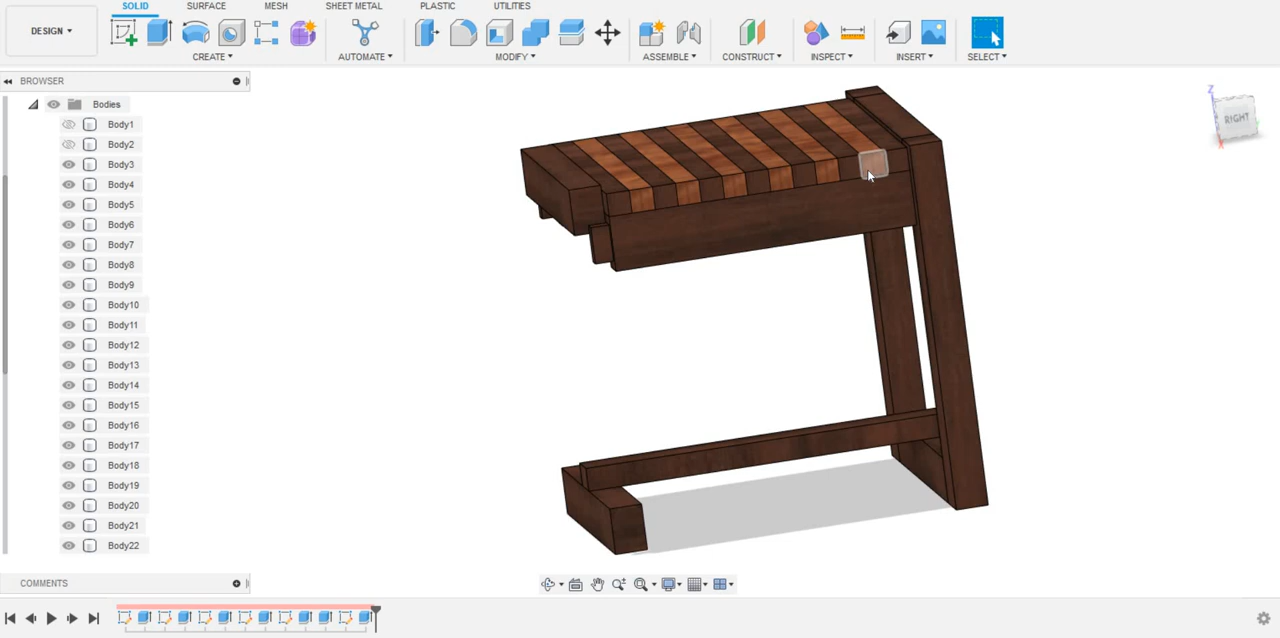 SOLID SURFACE MESH SHEET METAL PLASTIC UTILITIES
DESIGN ▾
CREATE ▾ AUTOMATE ▾ MODIFY ▾ ASSEMBLE ▾ CONSTRUCT ▾ INSPECT ▾ INSERT ▾ SELECT ▾
BROWSER
Bodies
Body1
Body2
Body3
Body4
Body5
Body6
Body7
Body8
Body9
Body10
Body11
Body12
Body13
Body14
Body15
Body16
Body17
Body18
Body19
Body20
Body21
Body22
Z
RIGHT
X
COMMENTS